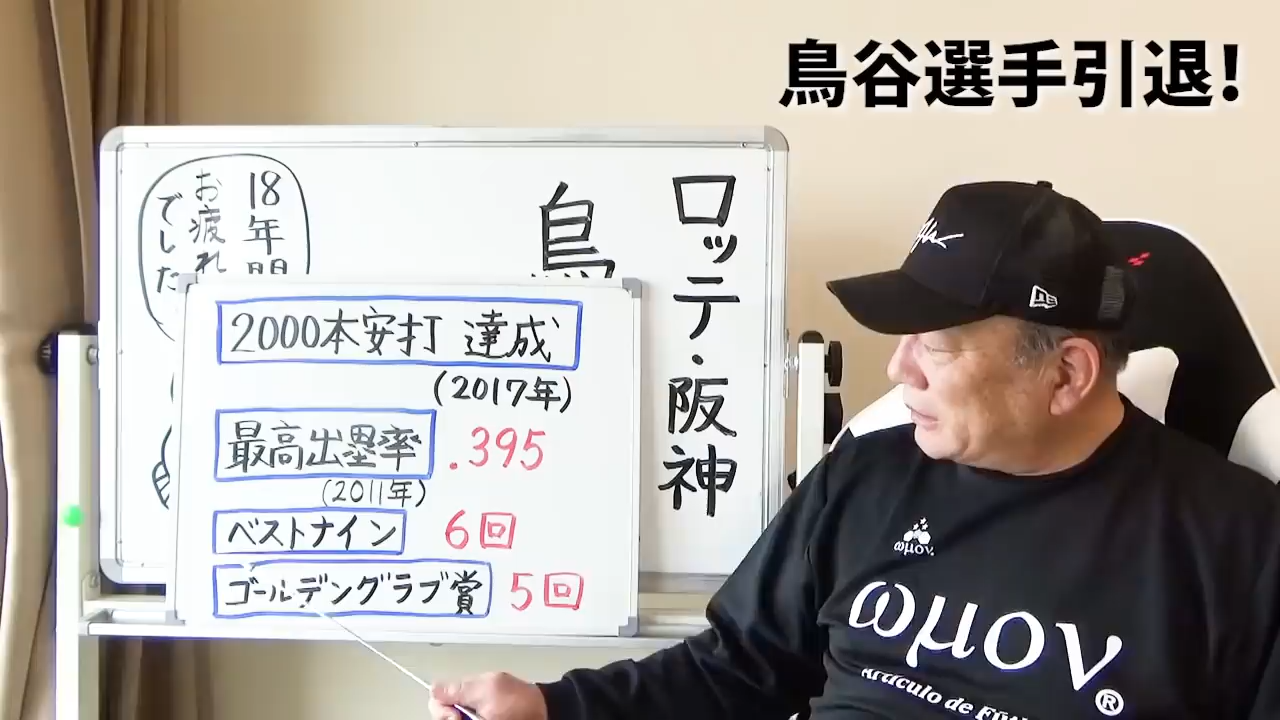 鳥谷選手引退!
ロッテ・阪神
鳥
18年間
お疲れ
でした
2000本安打 達成
(2017年)
最高出塁率 .395
(2011年)
ベストナイン 6回
ゴールデングラブ賞 5回
ωμον
ωμον®
Artículo de